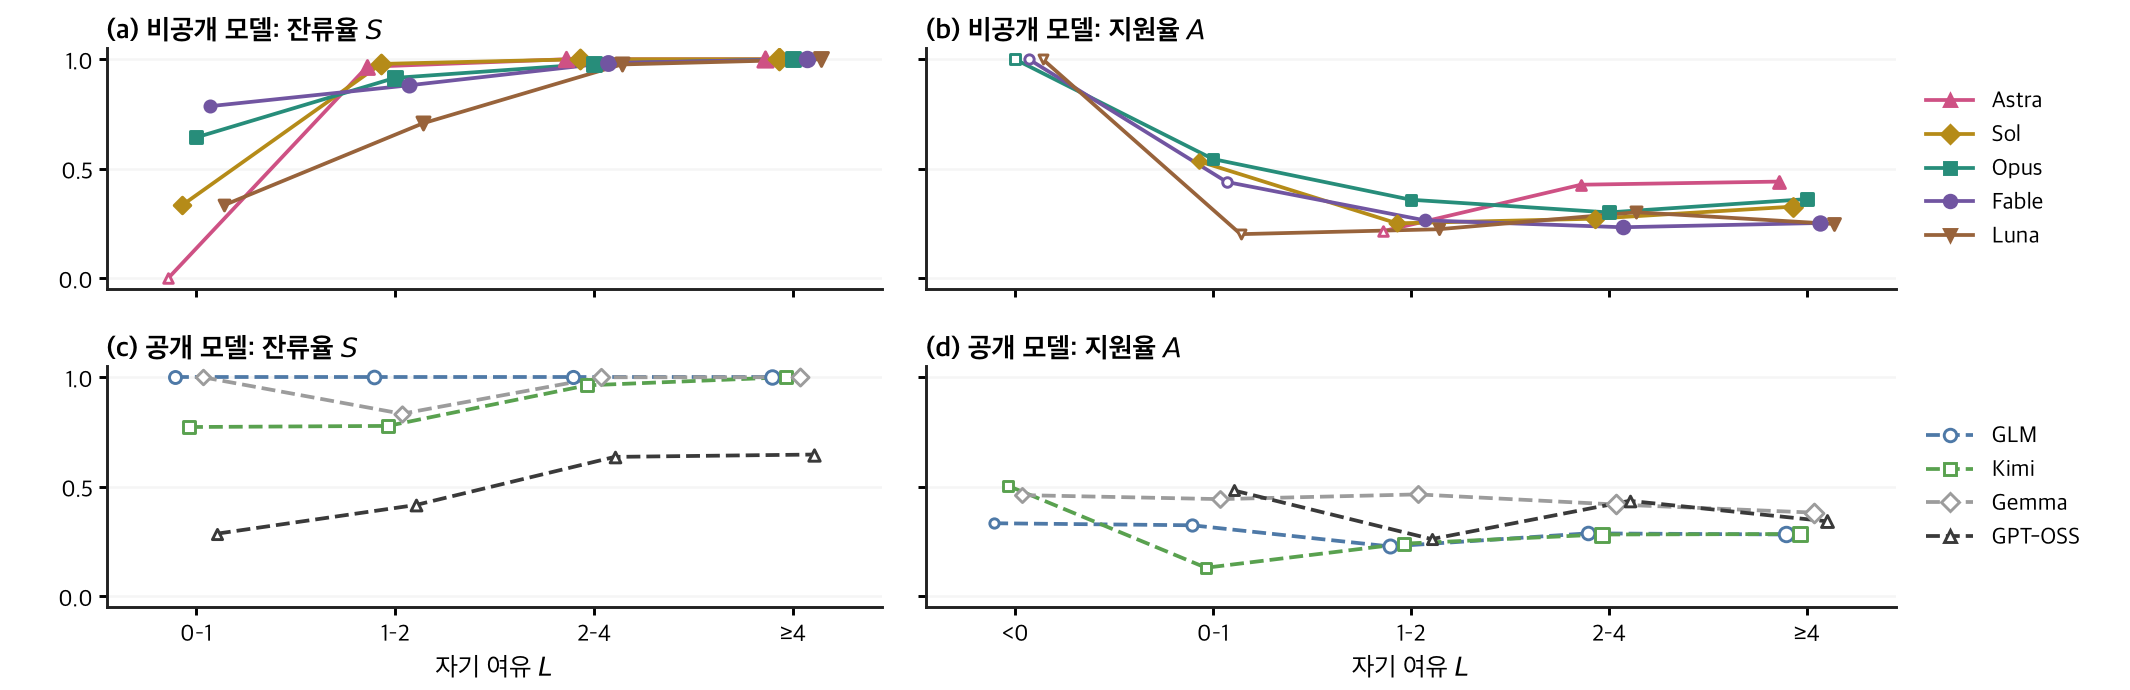 (a) 비공개 모델: 잔류율 S
(b) 비공개 모델: 지원율 A
1.0
0.5
0.0
Astra
Sol
Opus
Fable
Luna
(c) 공개 모델: 잔류율 S
(d) 공개 모델: 지원율 A
1.0
0.5
0.0
GLM
Kimi
Gemma
GPT-OSS
0-1
1-2
2-4
≥4
<0
0-1
1-2
2-4
≥4
자기 여유 L
자기 여유 L